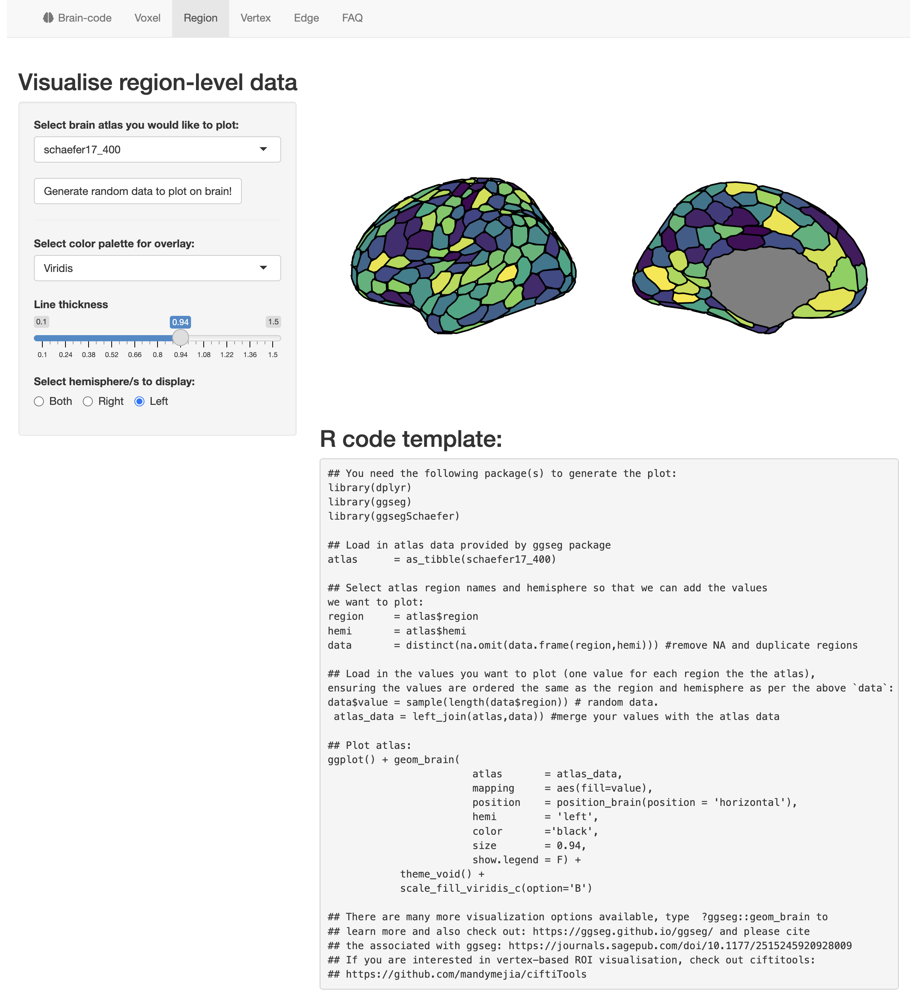 Brain-code Voxel Region Vertex Edge FAQ
Visualise region-level data
Select brain atlas you would like to plot:
schaefer17_400
Generate random data to plot on brain!
Select color palette for overlay:
Viridis
Line thickness
0.1 0.94 1.5
0.1 0.24 0.38 0.52 0.66 0.8 0.94 1.08 1.22 1.36 1.5
Select hemisphere/s to display:
Both Right Left
R code template:
## You need the following package(s) to generate the plot:
library(dplyr)
library(ggseg)
library(ggsegSchaefer)
## Load in atlas data provided by ggseg package
atlas      = as_tibble(schaefer17_400)
## Select atlas region names and hemisphere so that we can add the values
we want to plot:
region     = atlas$region
hemi       = atlas$hemi
data       = distinct(na.omit(data.frame(region,hemi))) #remove NA and duplicate regions
## Load in the values you want to plot (one value for each region the the atlas),
ensuring the values are ordered the same as the region and hemisphere as per the above `data`:
data$value = sample(length(data$region)) # random data.
 atlas_data = left_join(atlas,data)) #merge your values with the atlas data
## Plot atlas:
ggplot() + geom_brain(
                        atlas       = atlas_data,
                        mapping     = aes(fill=value),
                        position    = position_brain(position = 'horizontal'),
                        hemi        = 'left',
                        color       ='black',
                        size        = 0.94,
                        show.legend = F) +
            theme_void() +
            scale_fill_viridis_c(option='B')
## There are many more visualization options available, type  ?ggseg::geom_brain to
## learn more and also check out: https://ggseg.github.io/ggseg/ and please cite
## the associated with ggseg: https://journals.sagepub.com/doi/10.1177/2515245920928009
## If you are interested in vertex-based ROI visualisation, check out ciftitools:
## https://github.com/mandymejia/ciftiTools